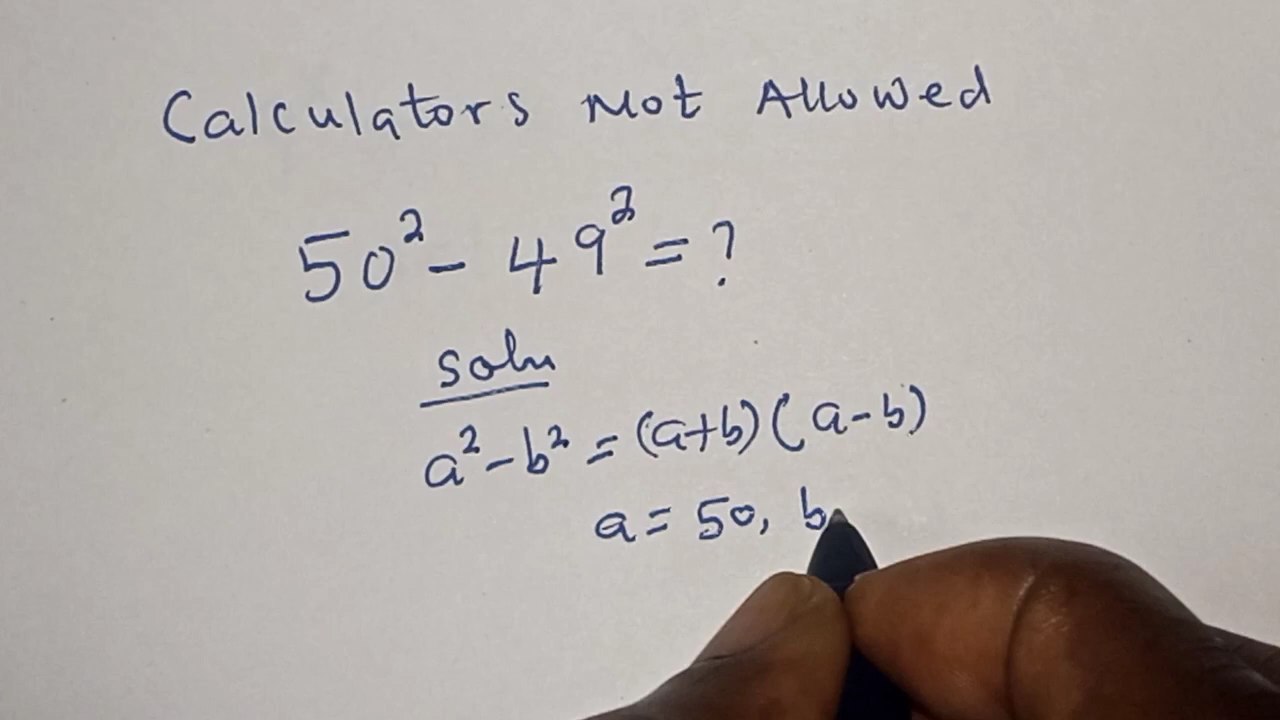 Calculators Not Allowed
50² - 49² = ?
Soln
a² - b² = (a+b)(a-b)
a = 50, b